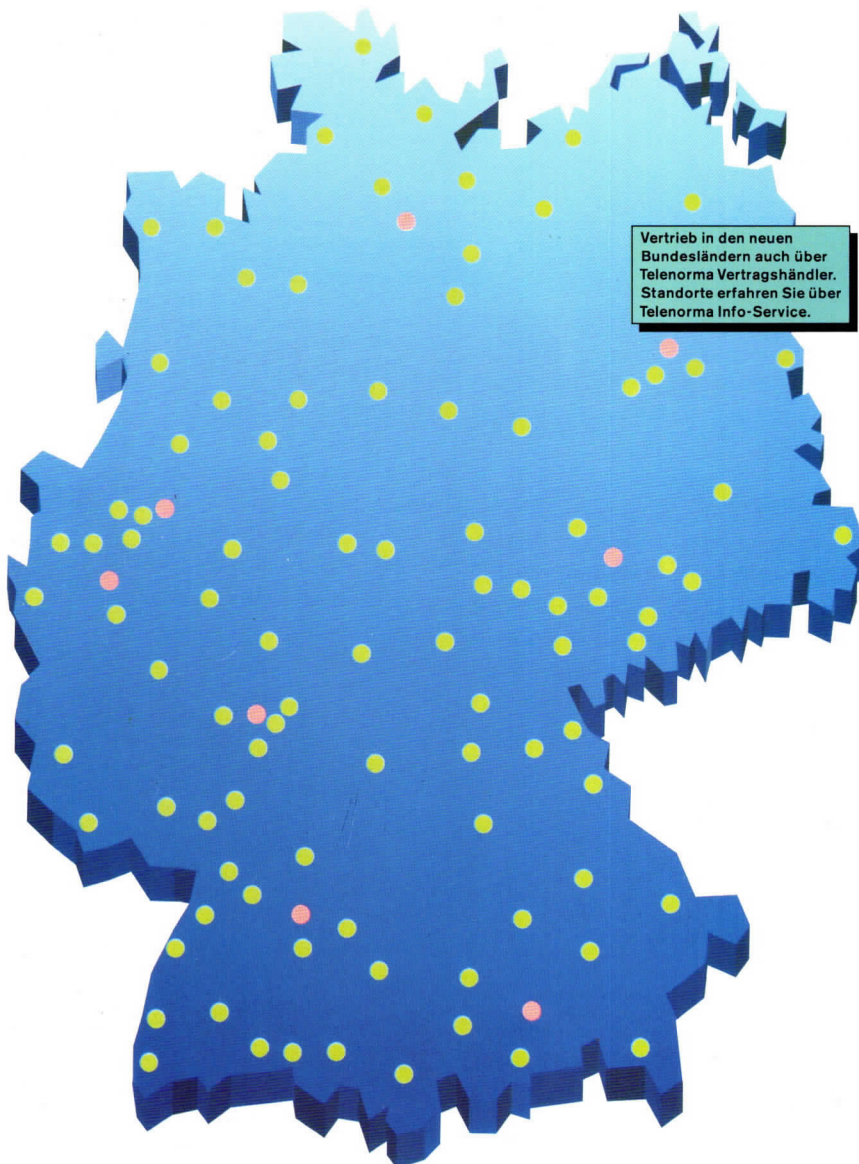 Vertrieb in den neuen
Bundesländern auch über
Telenorma Vertragshändler.
Standorte erfahren Sie über
Telenorma Info-Service.